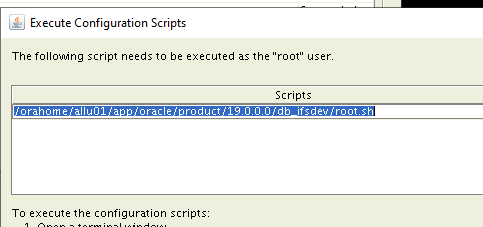 Execute Configuration Scripts
The following script needs to be executed as the "root" user.
Scripts
/orahome/allu01/app/oracle/product/19.0.0.0/db_ifsdev/root.sh
To execute the configuration scripts:
1. Open a terminal window